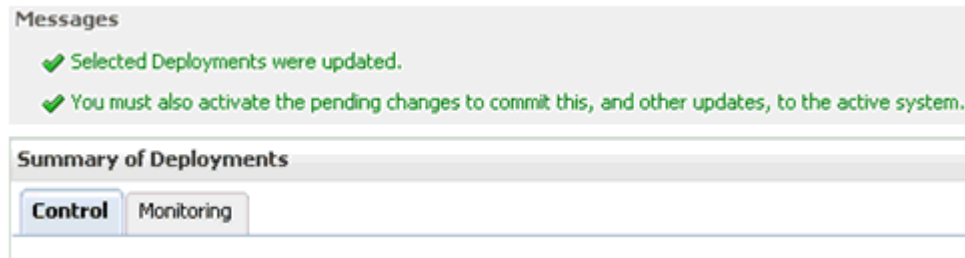 Messages
Selected Deployments were updated.
You must also activate the pending changes to commit this, and other updates, to the active system.
Summary of Deployments
Control Monitoring